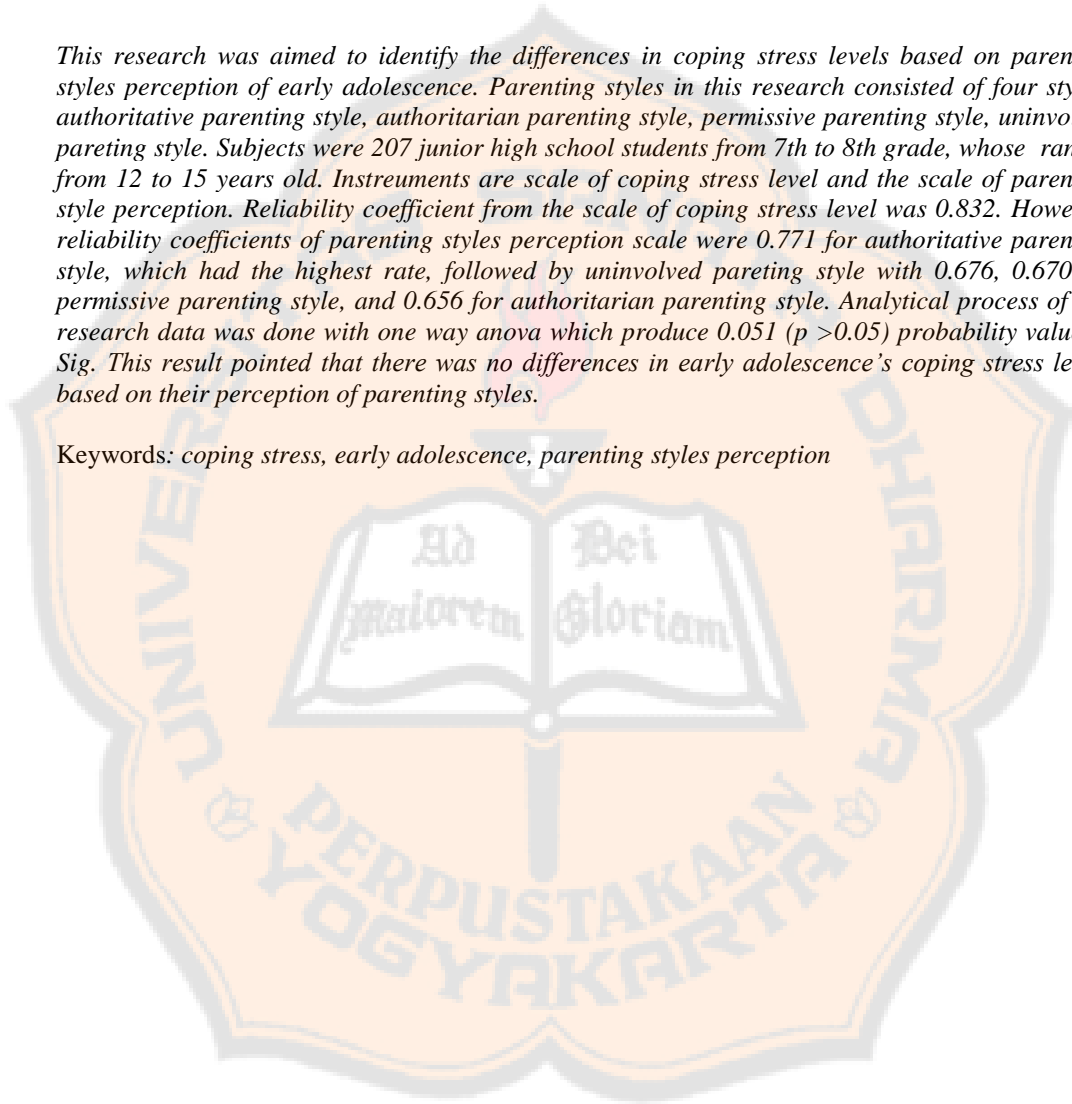 This research was aimed to identify the differences in coping stress levels based on paren
styles perception of early adolescence. Parenting styles in this research consisted of four sty
authoritative parenting style, authoritarian parenting style, permissive parenting style, uninvo
pareting style. Subjects were 207 junior high school students from 7th to 8th grade, whose ran
from 12 to 15 years old. Instreuments are scale of coping stress level and the scale of paren
style perception. Reliability coefficient from the scale of coping stress level was 0.832. Howe
reliability coefficients of parenting styles perception scale were 0.771 for authoritative paren
style, which had the highest rate, followed by uninvolved pareting style with 0.676, 0.670
permissive parenting style, and 0.656 for authoritarian parenting style. Analytical process of
research data was done with one way anova which produce 0.051 (p >0.05) probability valu
Sig. This result pointed that there was no differences in early adolescence's coping stress le
based on their perception of parenting styles.
Keywords: coping stress, early adolescence, parenting styles perception
UNIVERSITAS SANATA DHARMA
Ad Dei
Maiorem Gloriam
PERPUSTAKAAN
YOGYAKARTA